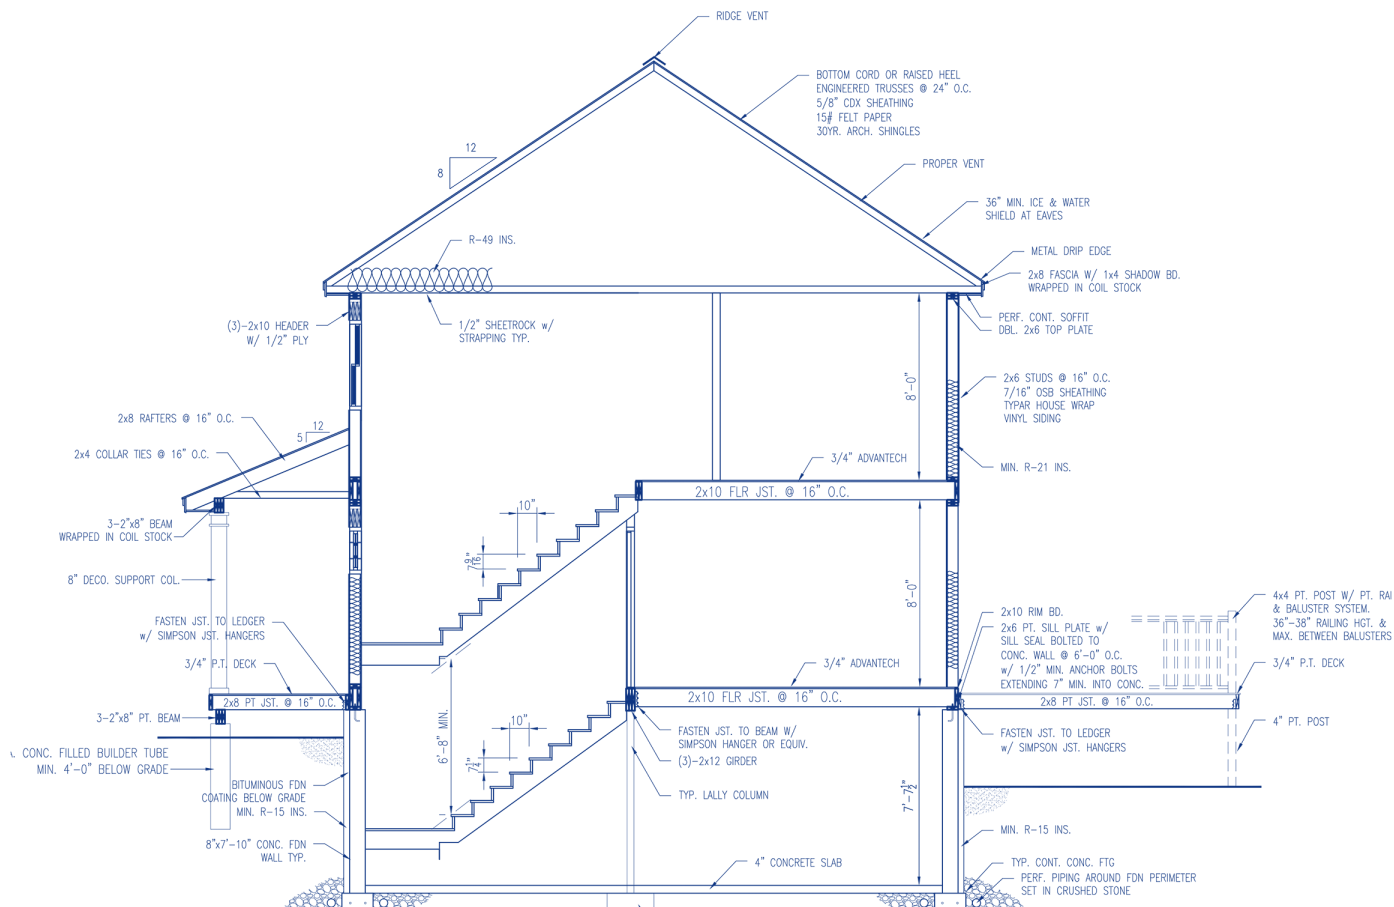 RIDGE VENT
BOTTOM CORD OR RAISED HEEL
ENGINEERED TRUSSES @ 24" O.C.
5/8" CDX SHEATHING
15# FELT PAPER
30YR. ARCH. SHINGLES
12
8
PROPER VENT
36" MIN. ICE & WATER
SHIELD AT EAVES
R-49 INS.
METAL DRIP EDGE
2x8 FASCIA W/ 1x4 SHADOW BD.
WRAPPED IN COIL STOCK
(3)-2x10 HEADER
W/ 1/2" PLY
1/2" SHEETROCK w/
STRAPPING TYP.
PERF. CONT. SOFFIT
DBL. 2x6 TOP PLATE
8'-0"
2x6 STUDS @ 16" O.C.
7/16" OSB SHEATHING
TYPAR HOUSE WRAP
VINYL SIDING
2x8 RAFTERS @ 16" O.C.
12
5
2x4 COLLAR TIES @ 16" O.C.
3/4" ADVANTECH
MIN. R-21 INS.
2x10 FLR JST. @ 16" O.C.
3-2"x8" BEAM
WRAPPED IN COIL STOCK
10"
7 9/16"
8" DECO. SUPPORT COL.
8'-0"
FASTEN JST. TO LEDGER
w/ SIMPSON JST. HANGERS
2x10 RIM BD.
2x6 PT. SILL PLATE w/
SILL SEAL BOLTED TO
CONC. WALL @ 6'-0" O.C.
w/ 1/2" MIN. ANCHOR BOLTS
EXTENDING 7" MIN. INTO CONC.
4x4 PT. POST W/ PT. RAI
& BALUSTER SYSTEM.
36"-38" RAILING HGT. &
MAX. BETWEEN BALUSTERS
3/4" P.T. DECK
3/4" ADVANTECH
3/4" P.T. DECK
2x8 PT JST. @ 16" O.C.
2x10 FLR JST. @ 16" O.C.
2x8 PT JST. @ 16" O.C.
3-2"x8" PT. BEAM
6'-8" MIN.
10"
7 1/4"
FASTEN JST. TO BEAM W/
SIMPSON HANGER OR EQUIV.
(3)-2x12 GIRDER
FASTEN JST. TO LEDGER
w/ SIMPSON JST. HANGERS
4" PT. POST
CONC. FILLED BUILDER TUBE
MIN. 4'-0" BELOW GRADE
BITUMINOUS FDN
COATING BELOW GRADE
MIN. R-15 INS.
TYP. LALLY COLUMN
7'-7 1/2"
8"x7'-10" CONC. FDN
WALL TYP.
MIN. R-15 INS.
4" CONCRETE SLAB
TYP. CONT. CONC. FTG
PERF. PIPING AROUND FDN PERIMETER
SET IN CRUSHED STONE